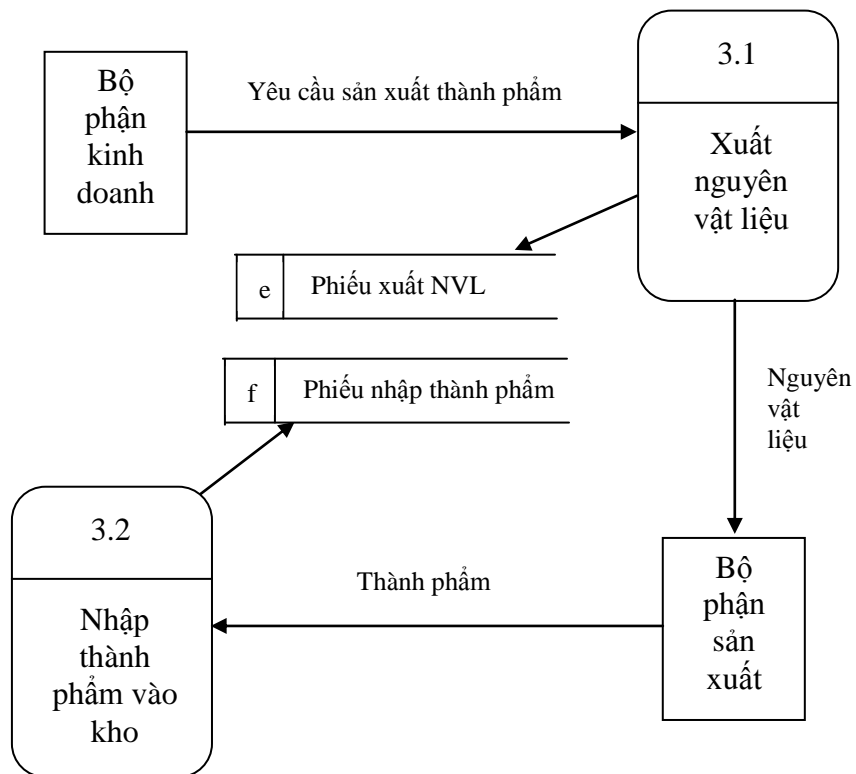 Bộ
phận
kinh
doanh
Yêu cầu sản xuất thành phẩm
3.1
Xuất
nguyên
vật liệu
e
Phiếu xuất NVL
f
Phiếu nhập thành phẩm
Nguyên
vật
liệu
3.2
Nhập
thành
phẩm vào
kho
Thành phẩm
Bộ
phận
sản
xuất